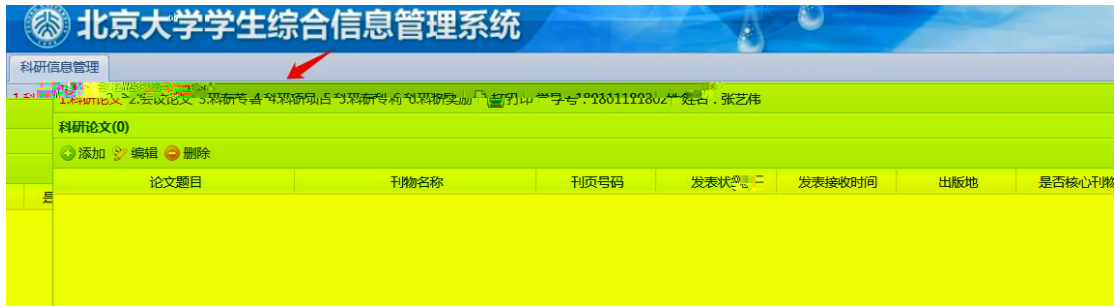 北京大学学生综合信息管理系统
科研信息管理
1.科研论文 2.会议论文 3.科研专著 4.科研项目 5.科研专利 6.科研奖励 打印 学号: 姓名:张艺伟
科研论文(0)
添加 编辑 删除
论文题目 刊物名称 刊页号码 发表状 发表接收时间 出版地 是否核心刊物